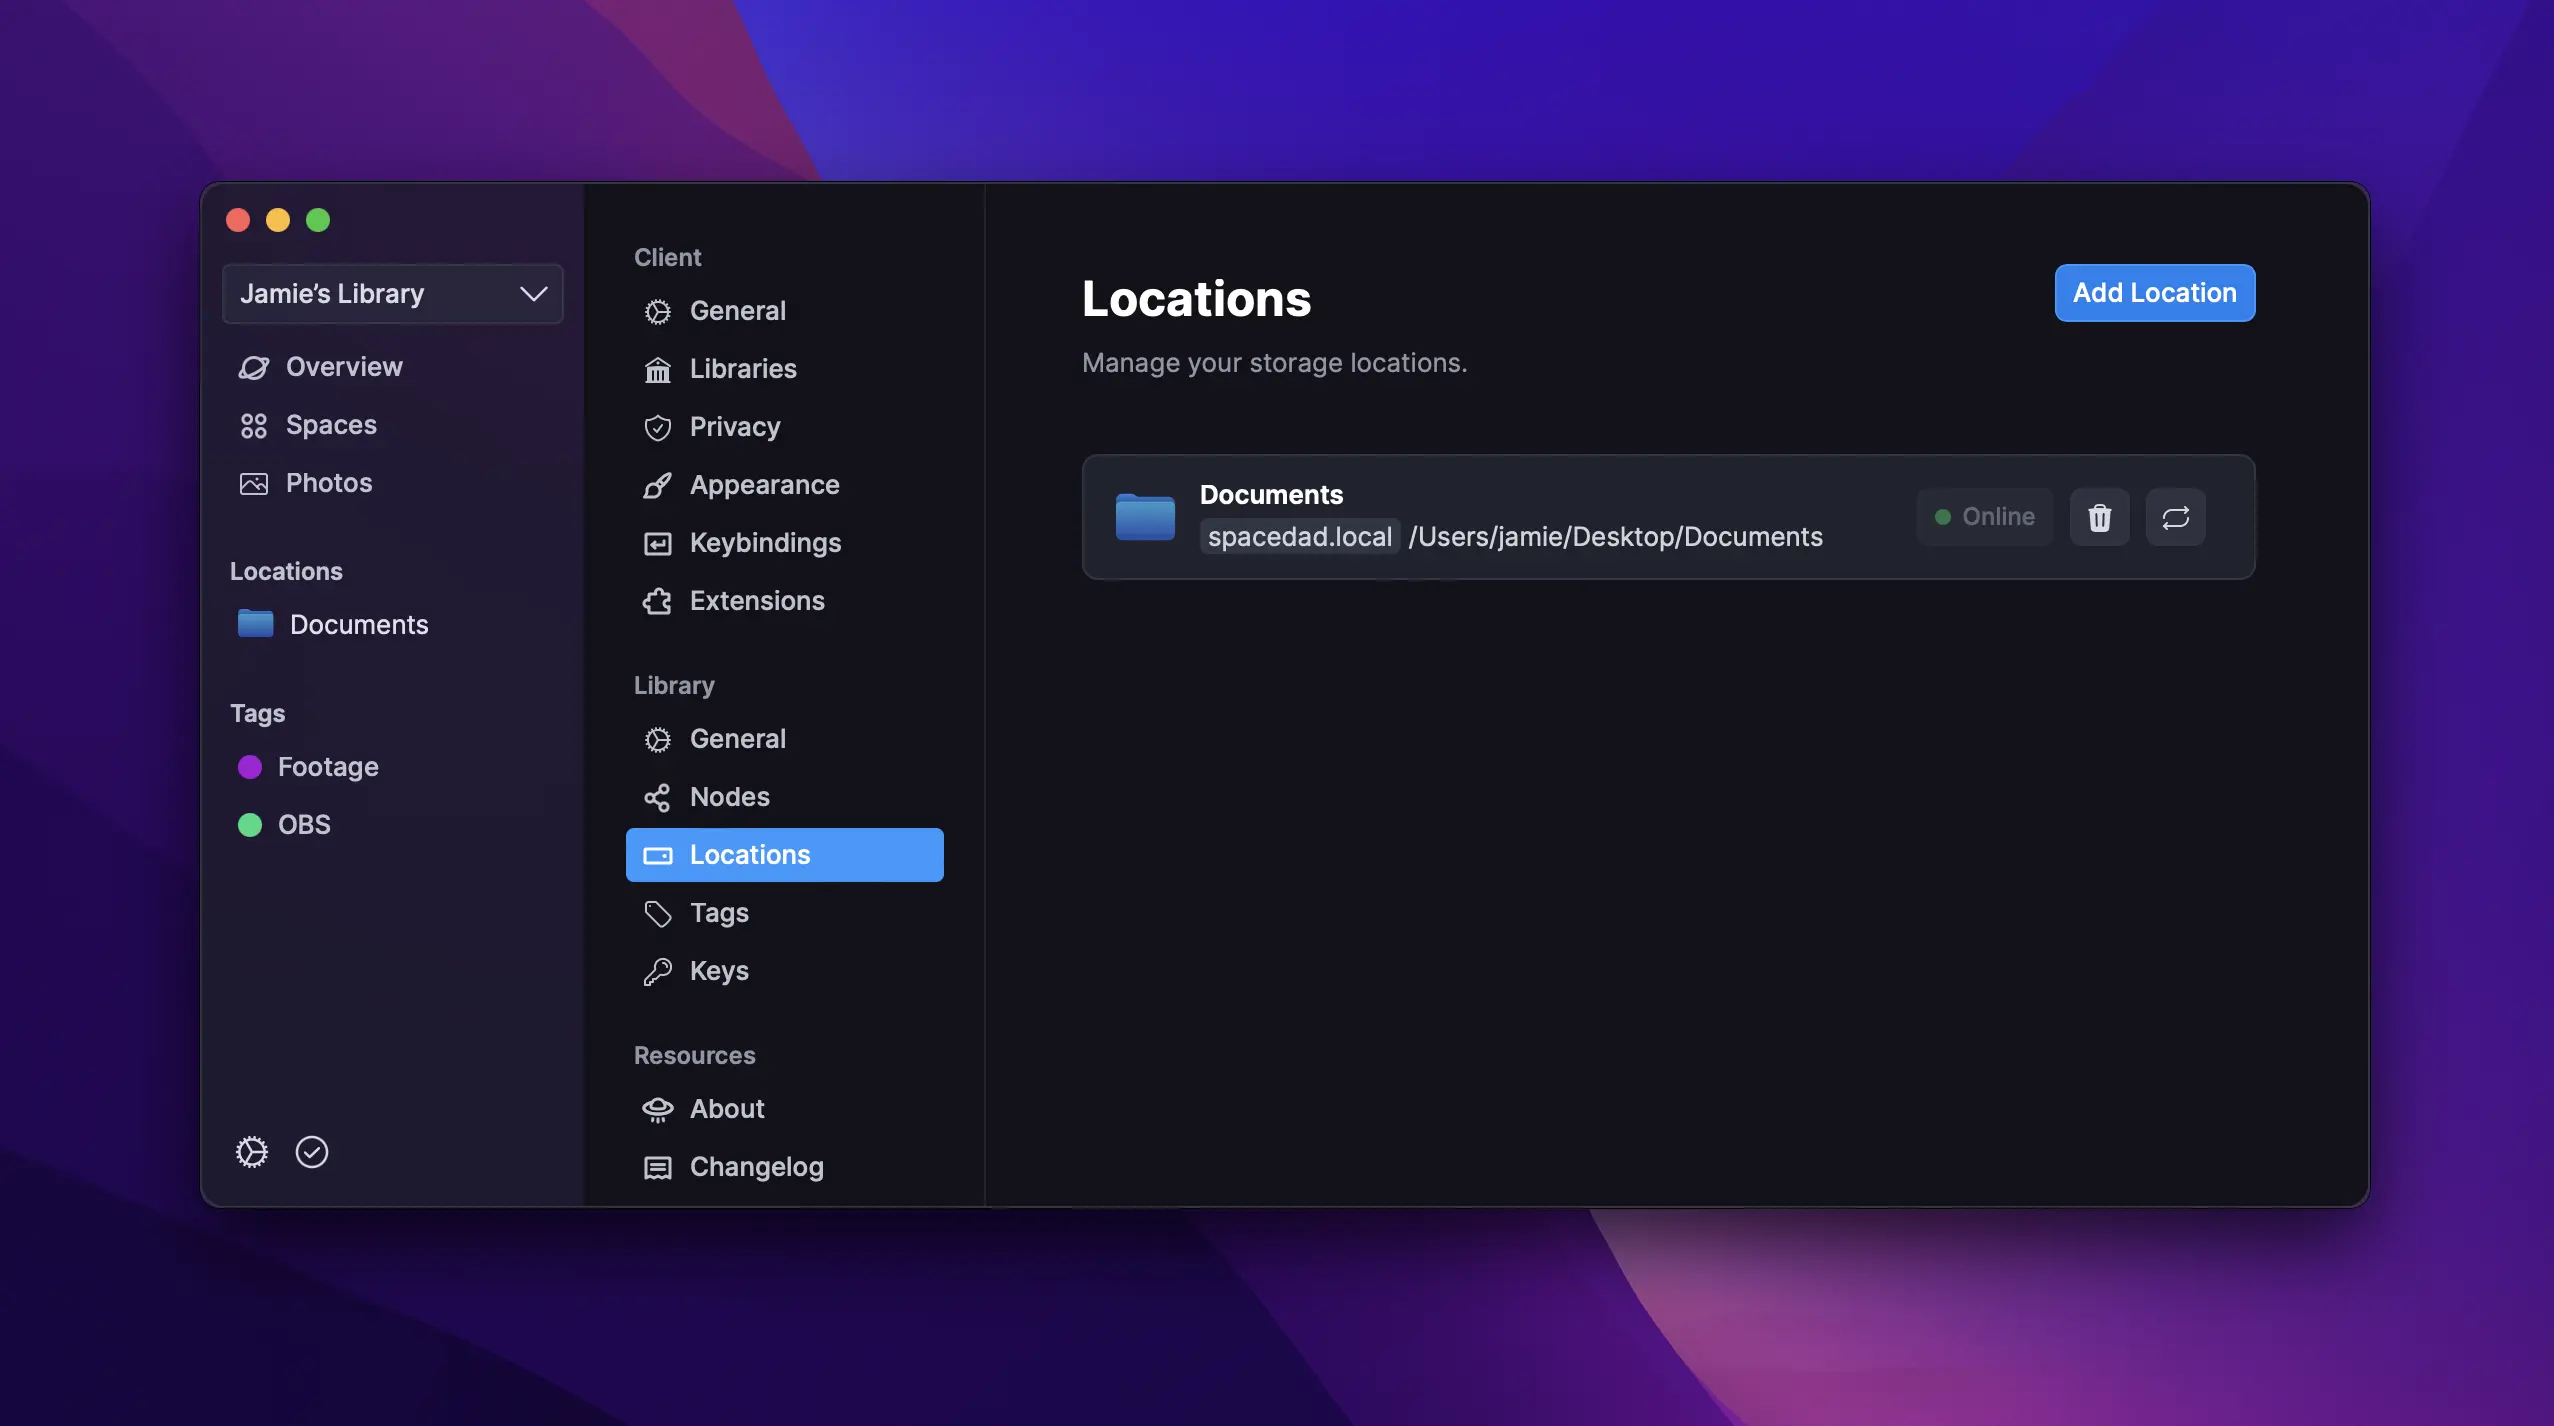 Jamie’s Library
Overview
Spaces
Photos
Locations
Documents
Tags
Footage
OBS
Client
General
Libraries
Privacy
Appearance
Keybindings
Extensions
Library
General
Nodes
Locations
Tags
Keys
Resources
About
Changelog
Locations
Add Location
Manage your storage locations.
Documents
spacedad.local /Users/jamie/Desktop/Documents
Online